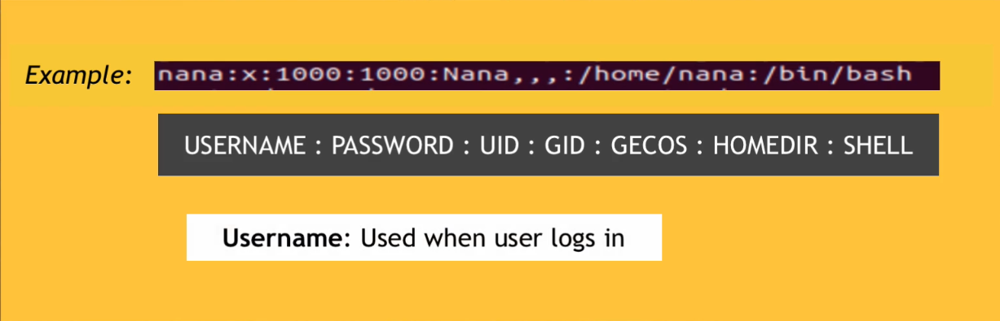 Example: nana:x:1000:1000:Nana,,,:/home/nana:/bin/bash
USERNAME : PASSWORD : UID : GID : GECOS : HOMEDIR : SHELL
Username: Used when user logs in